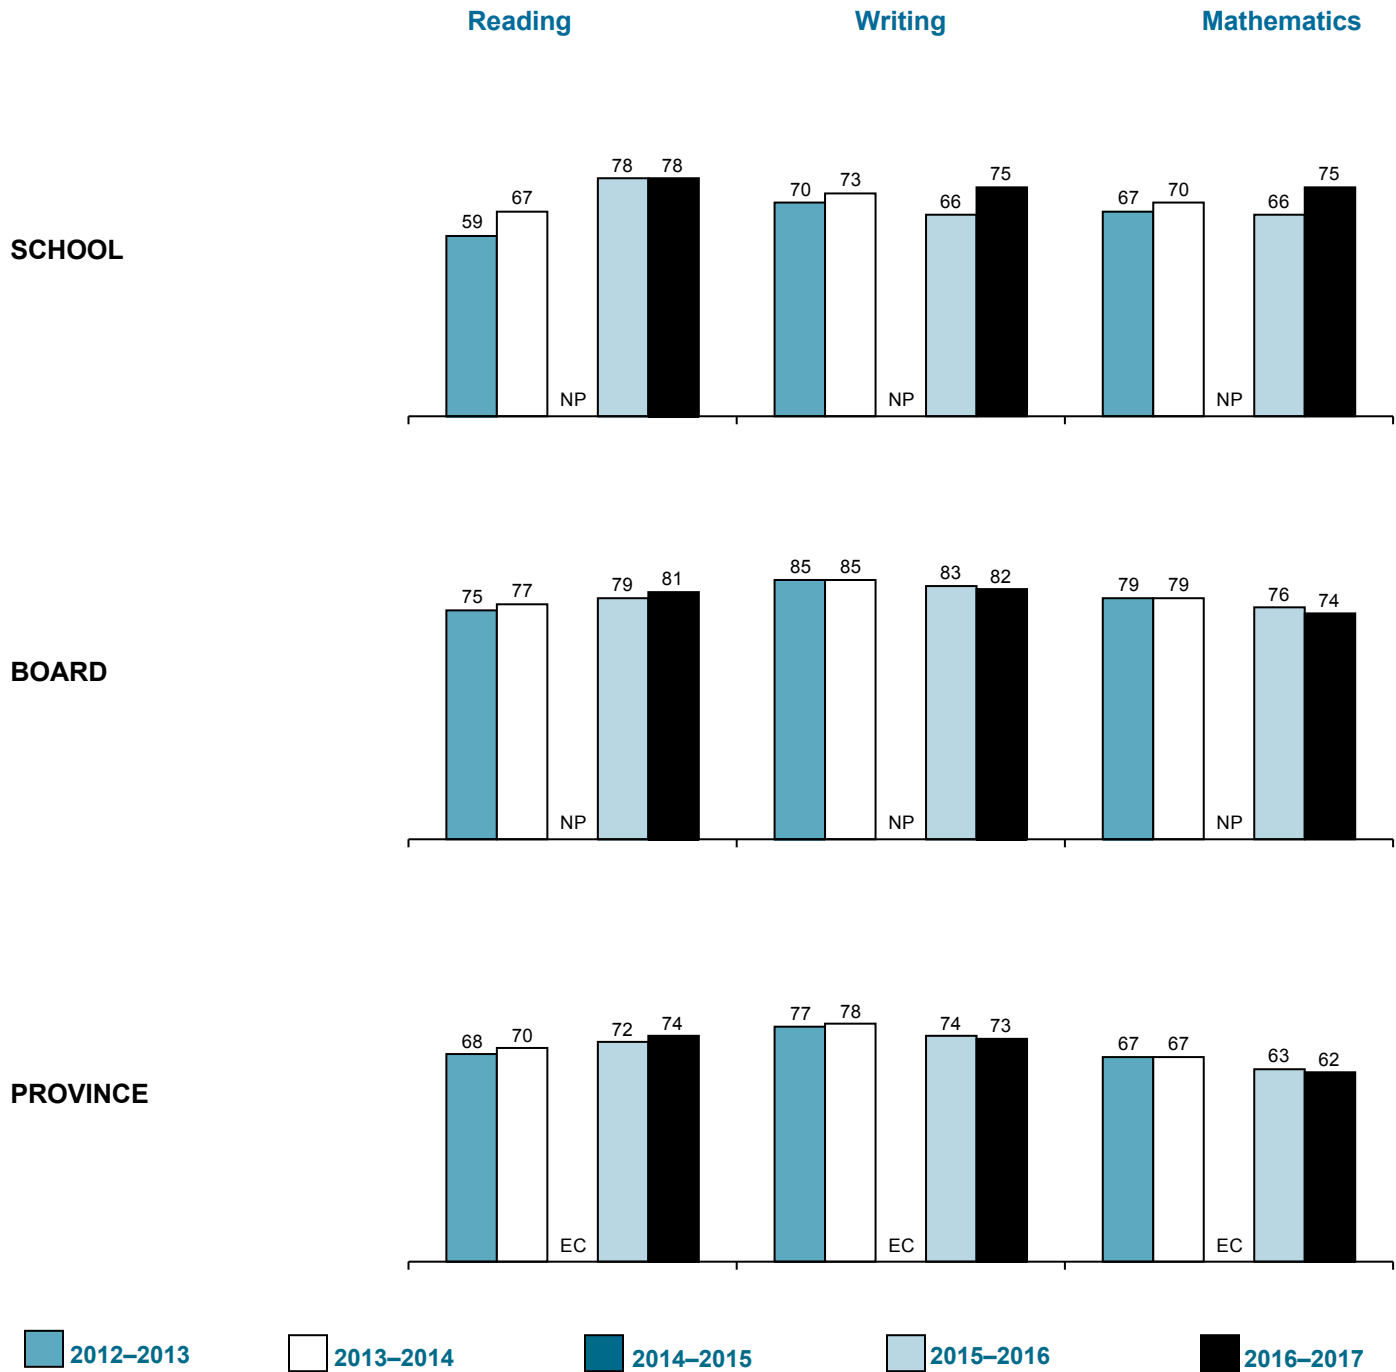 Reading Writing Mathematics
SCHOOL
59 67 NP 78 78 70 73 NP 66 75 67 70 NP 66 75
BOARD
75 77 NP 79 81 85 85 NP 83 82 79 79 NP 76 74
PROVINCE
68 70 EC 72 74 77 78 EC 74 73 67 67 EC 63 62
2012–2013 2013–2014 2014–2015 2015–2016 2016–2017